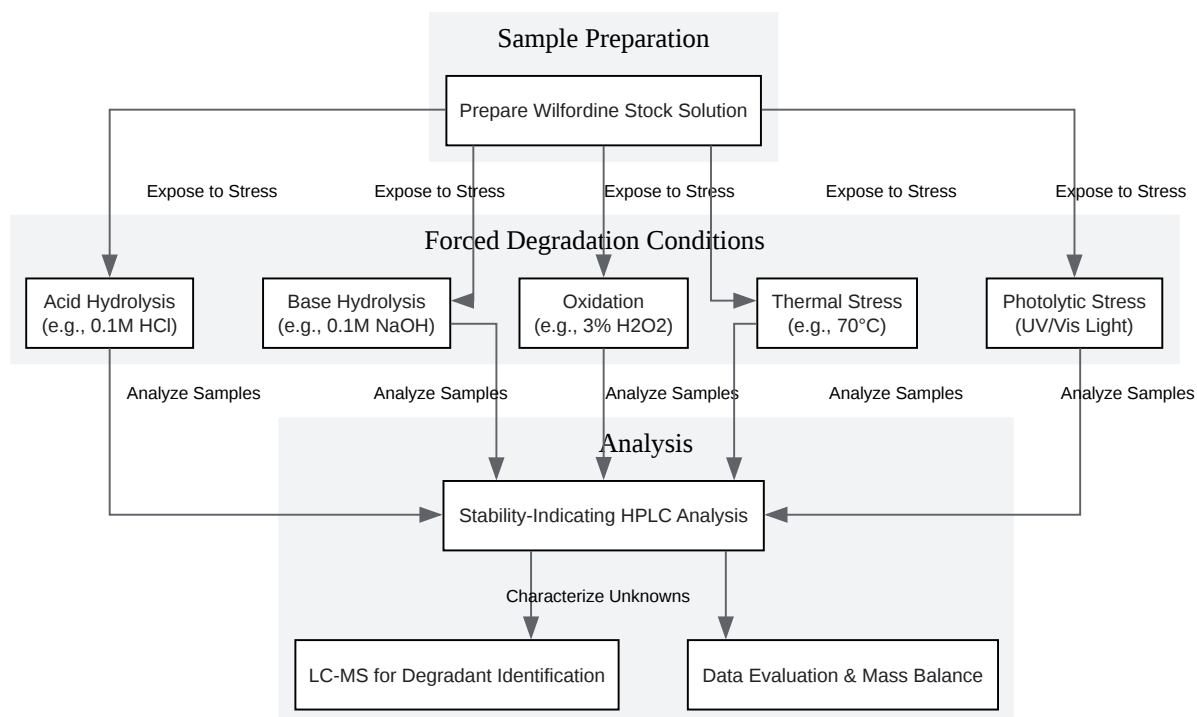 Sample Preparation
Prepare Wilfordine Stock Solution
Expose to Stress
Expose to Stress
Expose to Stress
Expose to Stress
Expose to Stress
Forced Degradation Conditions
Acid Hydrolysis
(e.g., 0.1M HCl)
Base Hydrolysis
(e.g., 0.1M NaOH)
Oxidation
(e.g., 3% H2O2)
Thermal Stress
(e.g., 70°C)
Photolytic Stress
(UV/Vis Light)
Analyze Samples
Analyze Samples
Analyze Samples
Analyze Samples
Analyze Samples
Analysis
Stability-Indicating HPLC Analysis
Characterize Unknowns
LC-MS for Degradant Identification
Data Evaluation & Mass Balance